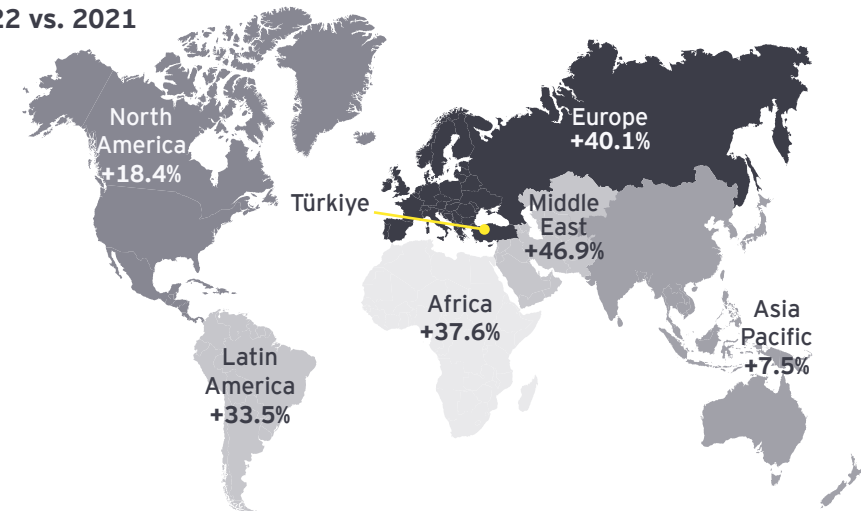 22 vs. 2021
North
America
+18.4%
Europe
+40.1%
Türkiye
Middle
East
+46.9%
Africa
+37.6%
Asia
Pacific
+7.5%
Latin
America
+33.5%